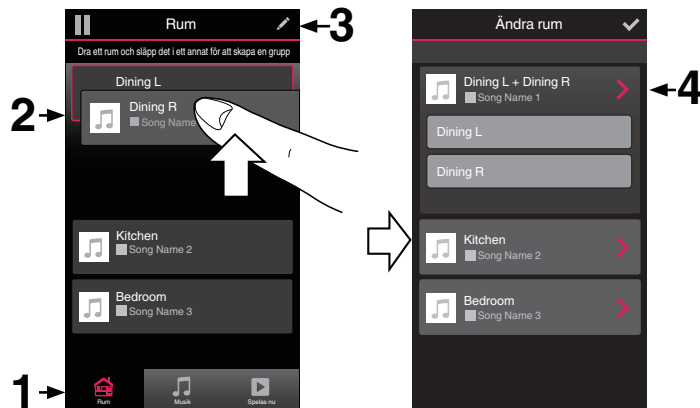 Rum
3
Dra ett rum och släpp det i ett annat för att skapa en grupp
Dining L
2
Dining R
Song Name
Kitchen
Song Name 2
Bedroom
Song Name 3
1
Rum
Musik
Spelas nu
Ändra rum
Dining L + Dining R
Song Name 1
4
Dining L
Dining R
Kitchen
Song Name 2
Bedroom
Song Name 3